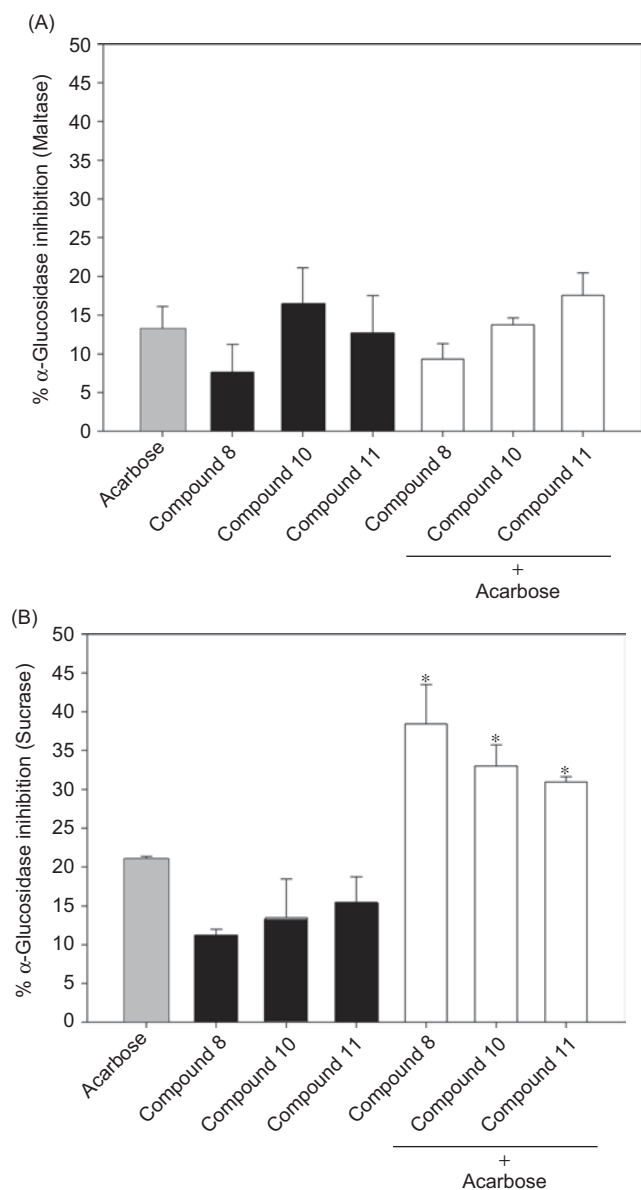 (A)
50
45
40
35
30
25
20
15
10
5
0
% α-Glucosidase inihibition (Maltase)
Acarbose
Compound 8
Compound 10
Compound 11
Compound 8
Compound 10
Compound 11
+
Acarbose
(B)
50
45
40
35
30
25
20
15
10
5
0
% α-Glucosidase inihibition (Sucrase)
*
*
*
Acarbose
Compound 8
Compound 10
Compound 11
Compound 8
Compound 10
Compound 11
+
Acarbose